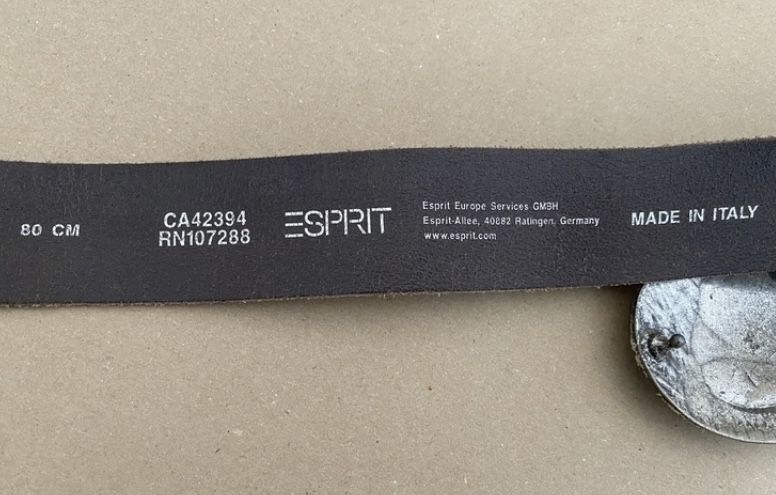 80 CM
CA42394
RN107288
ESPRIT
Esprit Europe Services GMBH
Esprit-Allee, 40882 Ratingen, Germany
www.esprit.com
MADE IN ITALY